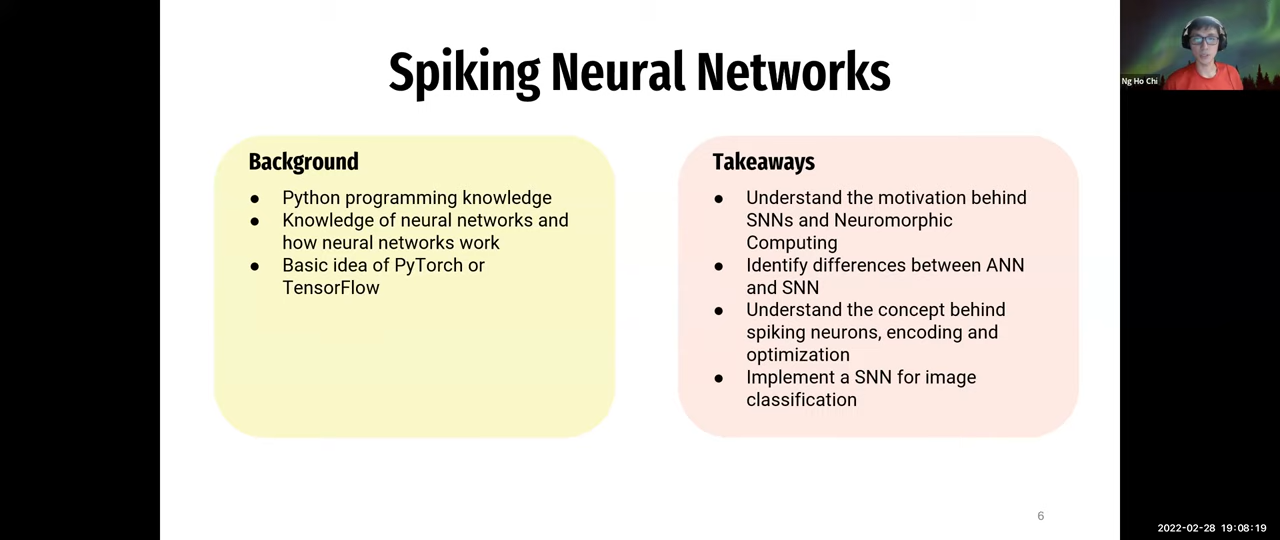 Spiking Neural Networks
Background
● Python programming knowledge
● Knowledge of neural networks and
how neural networks work
● Basic idea of PyTorch or
TensorFlow
Takeaways
● Understand the motivation behind
SNNs and Neuromorphic
Computing
● Identify differences between ANN
and SNN
● Understand the concept behind
spiking neurons, encoding and
optimization
● Implement a SNN for image
classification
6
Ng Ho Chi
2022-02-28 19:08:19